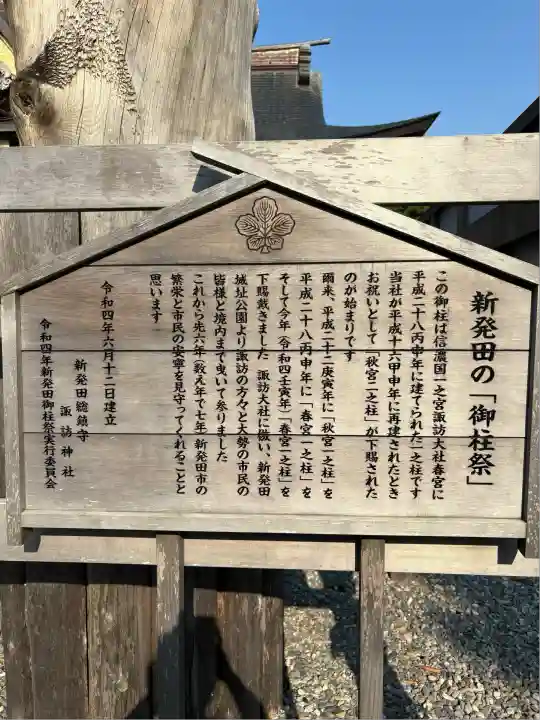 新発田の「御柱祭」
この御柱は信濃国一之宮諏訪大社春宮に
平成二十八丙申年に建てられた一之柱です
当社が平成十六甲申年に再建されたとき
お祝いとして「秋宮二之柱」が下賜された
のが始まりです
爾来、平成二十二庚寅年に「秋宮一之柱」を
平成二十八丙申年に「春宮一之柱」を
そして今年（令和四壬寅年）「春宮一之柱」を
下賜戴きました 諏訪大社に倣い、新発田
城址公園より諏訪の方々と大勢の市民の
皆様と境内まで曳いて参りました
これから先六年（数え年で七年）新発田市の
繁栄と市民の安寧を見守ってくれることと
思います
令和四年六月十二日建立
新発田総鎮守
諏訪神社
令和四年新発田御柱祭実行委員会